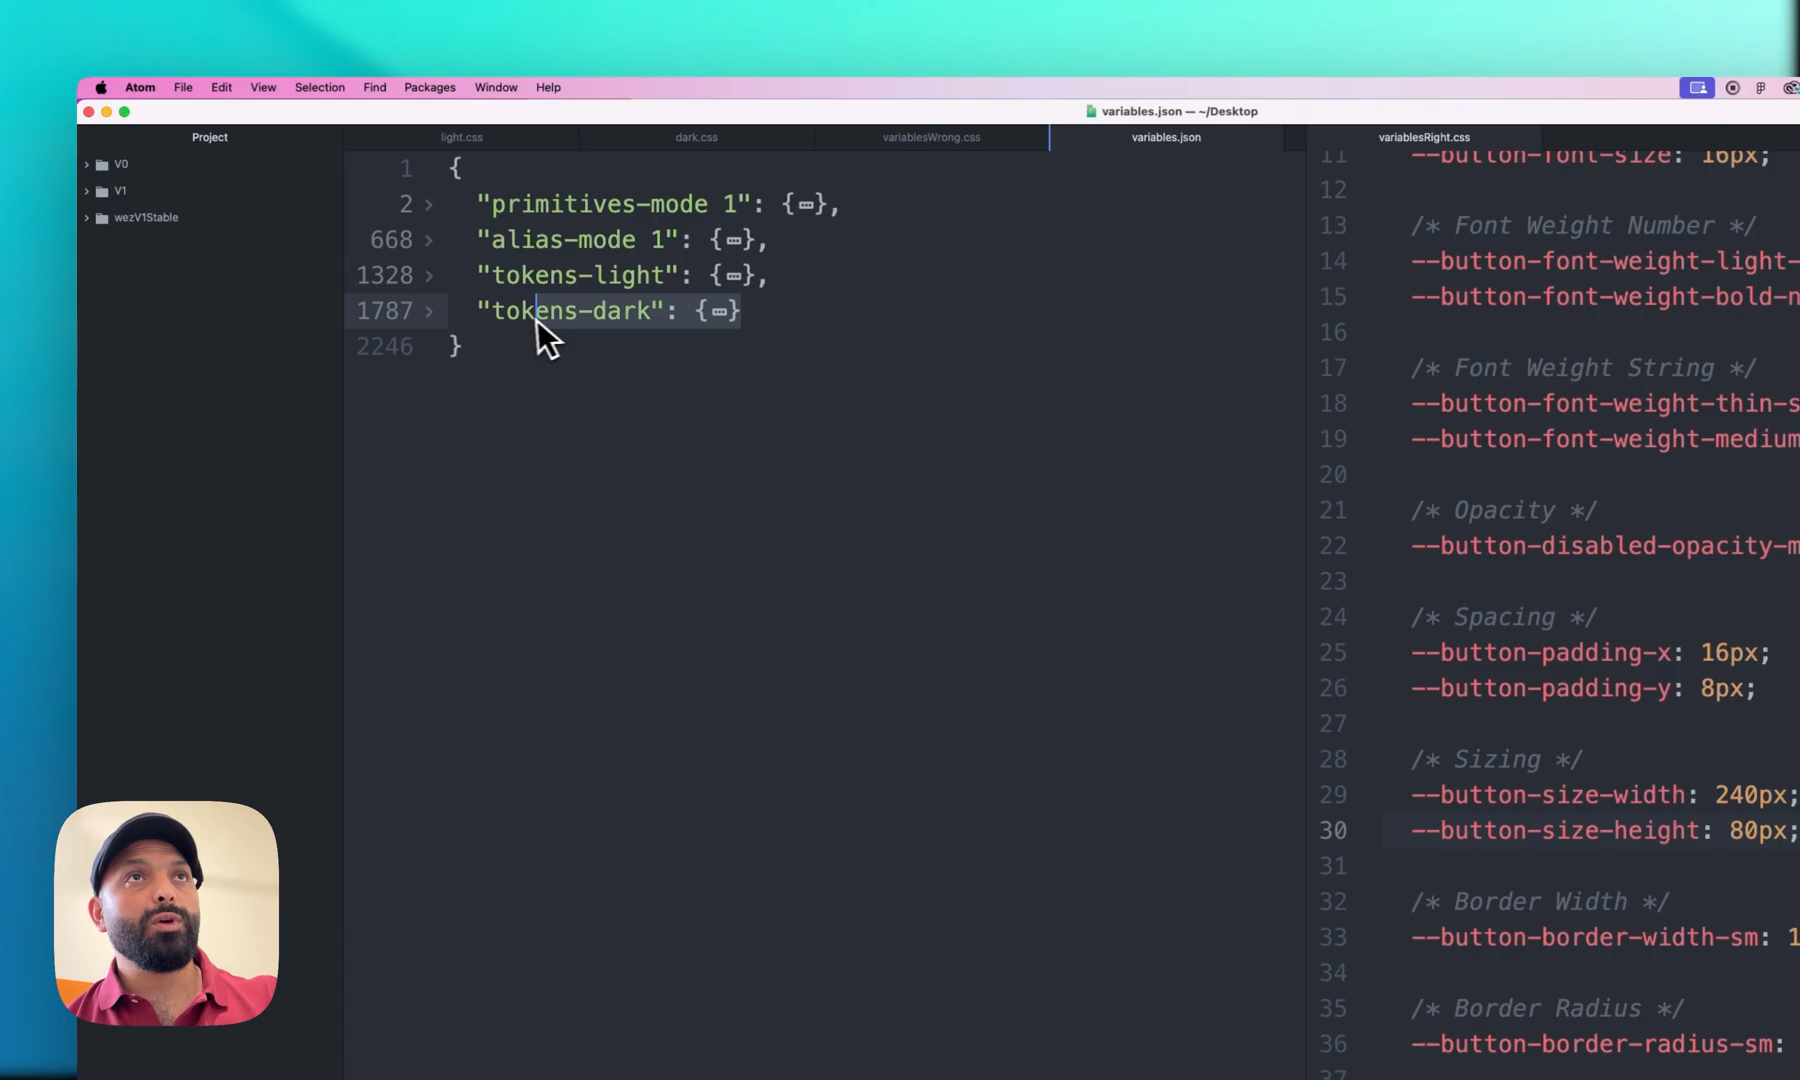 Atom File Edit View Selection Find Packages Window Help
variables.json — ~/Desktop
Project
V0
V1
wezV1Stable
light.css
dark.css
variablesWrong.css
variables.json
variablesRight.css
1 {
2 "primitives-mode 1": {},
668 "alias-mode 1": {},
1328 "tokens-light": {},
1787 "tokens-dark": {}
2246 }
11 --button-font-size: 16px;
12
13 /* Font Weight Number */
14 --button-font-weight-light-
15 --button-font-weight-bold-n
16
17 /* Font Weight String */
18 --button-font-weight-thin-s
19 --button-font-weight-medium
20
21 /* Opacity */
22 --button-disabled-opacity-m
23
24 /* Spacing */
25 --button-padding-x: 16px;
26 --button-padding-y: 8px;
27
28 /* Sizing */
29 --button-size-width: 240px;
30 --button-size-height: 80px;
31
32 /* Border Width */
33 --button-border-width-sm: 1
34
35 /* Border Radius */
36 --button-border-radius-sm:
37